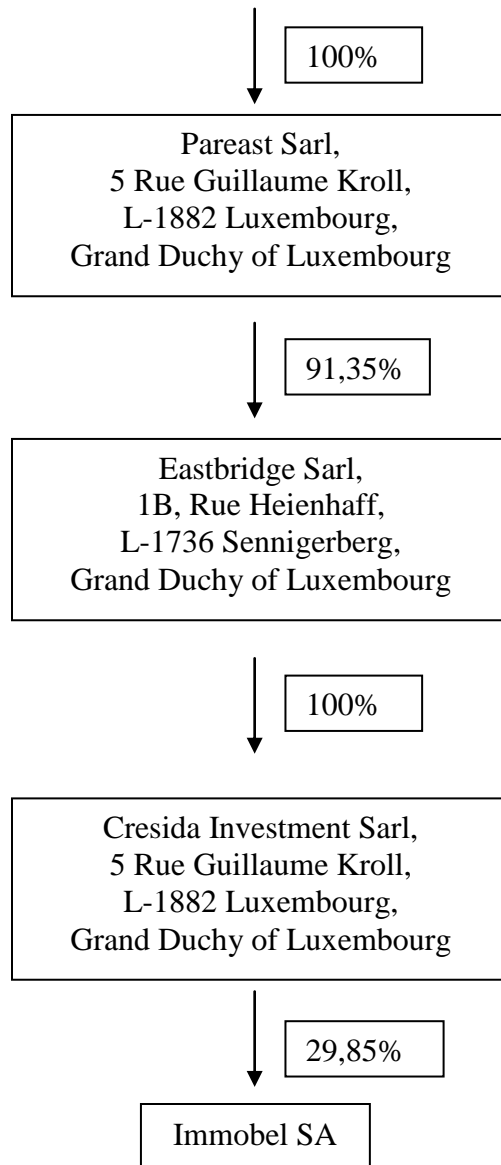 100%
Pareast Sarl,
5 Rue Guillaume Kroll,
L-1882 Luxembourg,
Grand Duchy of Luxembourg
91,35%
Eastbridge Sarl,
1B, Rue Heienhaff,
L-1736 Sennigerberg,
Grand Duchy of Luxembourg
100%
Cresida Investment Sarl,
5 Rue Guillaume Kroll,
L-1882 Luxembourg,
Grand Duchy of Luxembourg
29,85%
Immobel SA